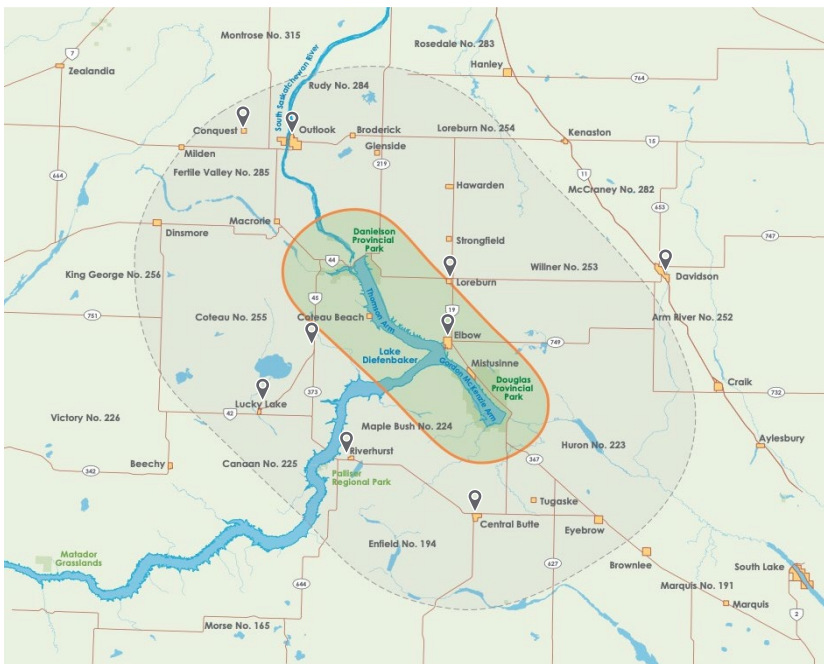 Montrose No. 315
Rosedale No. 283
7
Zealandia
Hanley
764
Rudy No. 284
South Saskatchewan River
Conquest
Outlook
Broderick
Loreburn No. 254
Kenaston
15
Milden
Glenside
219
Fertile Valley No. 285
664
11
McCraney No. 282
Hawarden
653
Macrorie
Dinsmore
Danielson
Provincial
Park
Strongfield
747
44
King George No. 256
Willner No. 253
Davidson
Loreburn
45
Thomson Arm
19
751
Coteau No. 255
Coteau Beach
Arm River No. 252
Elbow
749
Lake
Diefenbaker
Mistusinne
Gordon McKenzie Arm
Douglas
Provincial
Park
Craik
732
373
Lucky Lake
42
Victory No. 226
Maple Bush No. 224
Huron No. 223
Aylesbury
Riverhurst
342
Beechy
Canaan No. 225
367
Palliser
Regional Park
Tugaske
Central Butte
Eyebrow
Enfield No. 194
Matador
Grasslands
627
Brownlee
South Lake
644
Marquis No. 191
Marquis
2
Morse No. 165